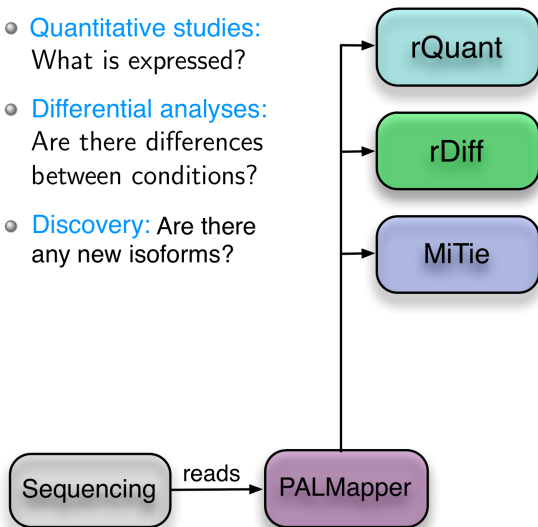 Quantitative studies:
What is expressed?
Differential analyses:
Are there differences
between conditions?
Discovery: Are there
any new isoforms?
rQuant
rDiff
MiTie
Sequencing
reads
PALMapper